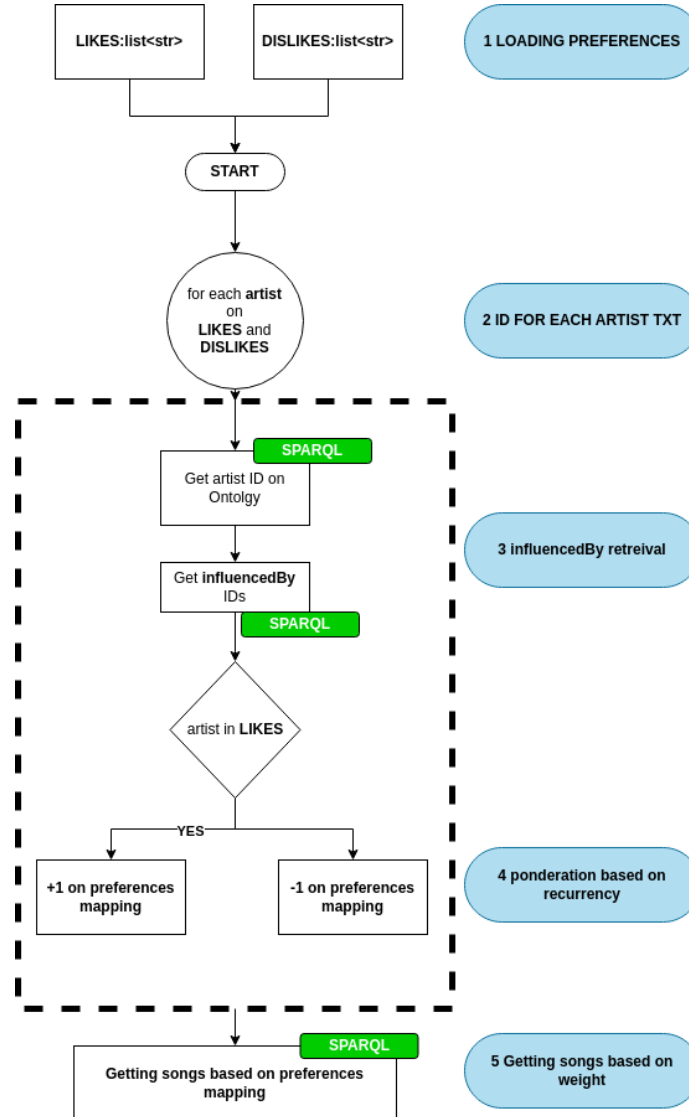 LIKES:list<str>
DISLIKES:list<str>
1 LOADING PREFERENCES
START
for each artist
on
LIKES and
DISLIKES
2 ID FOR EACH ARTIST TXT
SPARQL
Get artist ID on
Ontolgy
3 influencedBy retreival
Get influencedBy
IDs
SPARQL
artist in LIKES
YES
+1 on preferences
mapping
-1 on preferences
mapping
4 ponderation based on
recurrency
SPARQL
Getting songs based on preferences
mapping
5 Getting songs based on
weight